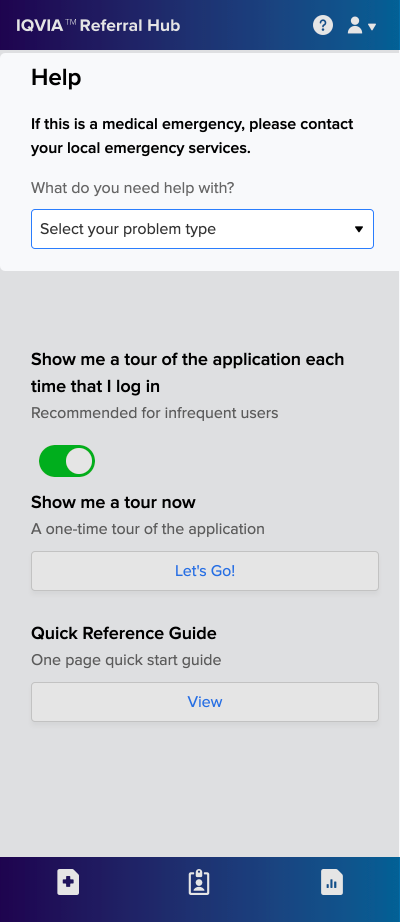 IQVIA™ Referral Hub
?
Help
If this is a medical emergency, please contact
your local emergency services.
What do you need help with?
Select your problem type
Show me a tour of the application each
time that I log in
Recommended for infrequent users
Show me a tour now
A one-time tour of the application
Let's Go!
Quick Reference Guide
One page quick start guide
View